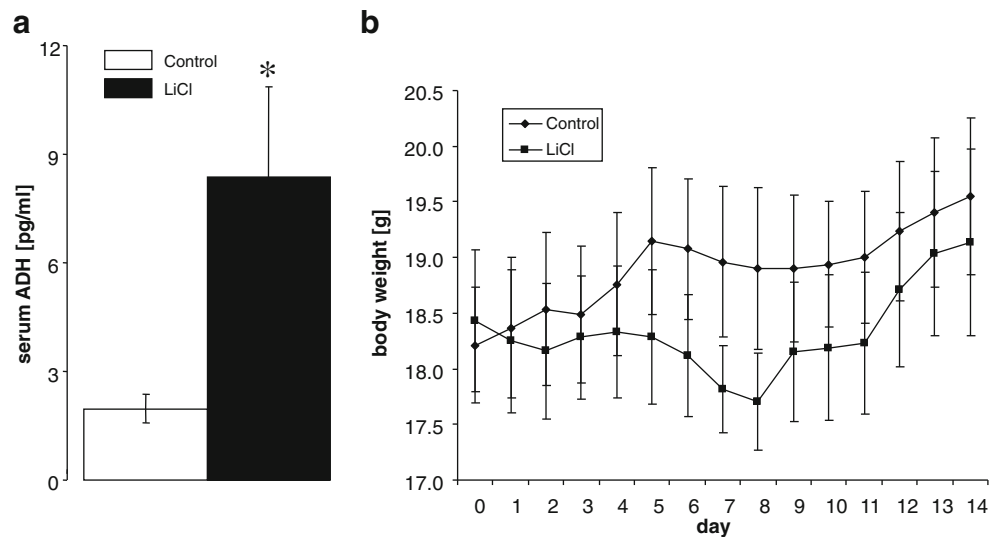 a
12
9
6
3
0
serum ADH [pg/ml]
Control
LiCl
*
b
20.5
20.0
19.5
19.0
18.5
18.0
17.5
17.0
body weight [g]
Control
LiCl
0 1 2 3 4 5 6 7 8 9 10 11 12 13 14
day